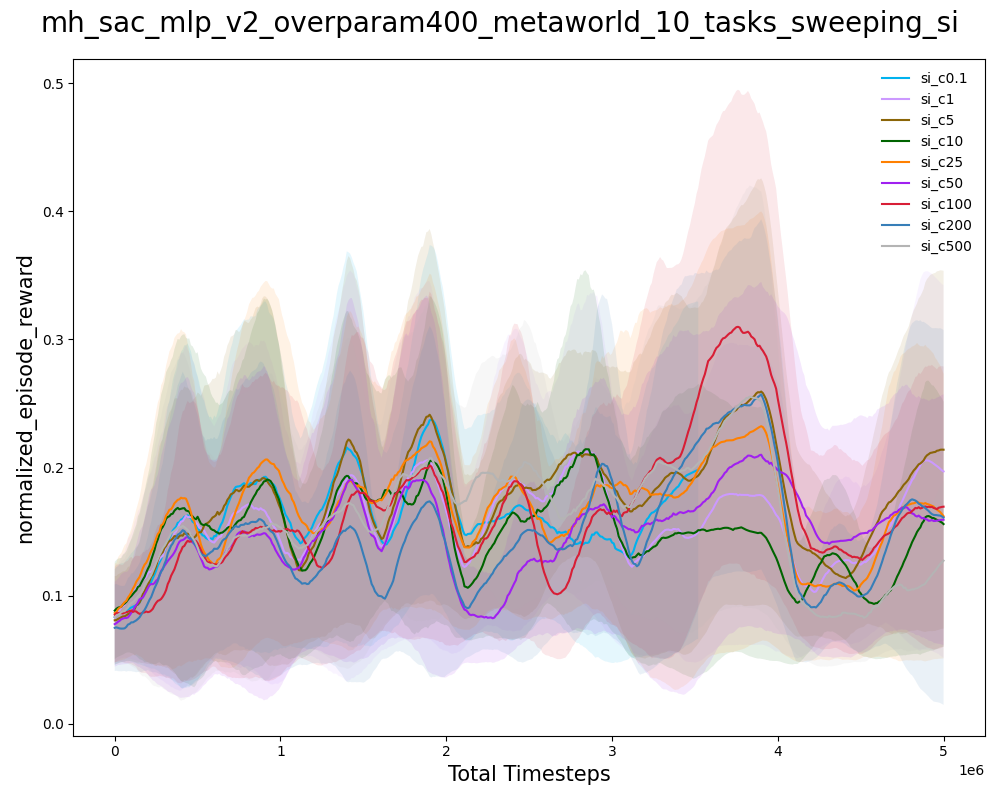 mh_sac_mlp_v2_overparam400_metaworld_10_tasks_sweeping_si
normalized_episode_reward
0.5
0.4
0.3
0.2
0.1
0.0
si_c0.1
si_c1
si_c5
si_c10
si_c25
si_c50
si_c100
si_c200
si_c500
0 1 2 3 4 5
1e6
Total Timesteps